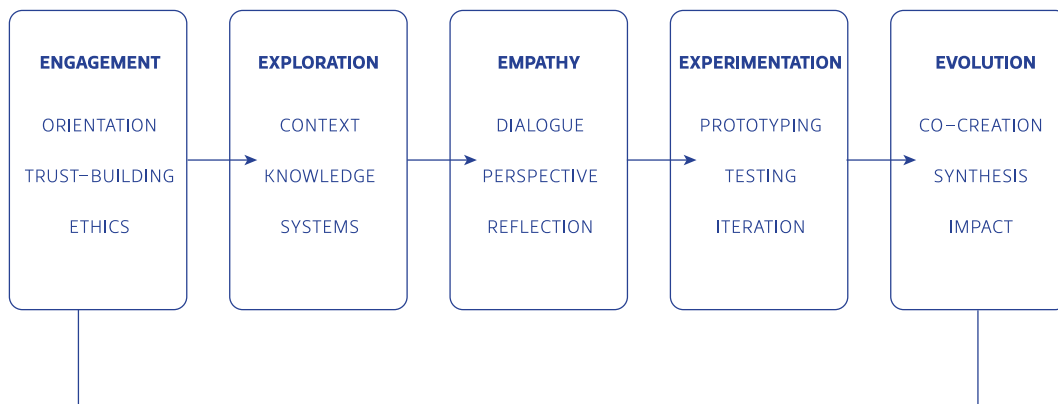 ENGAGEMENT
ORIENTATION
TRUST–BUILDING
ETHICS
EXPLORATION
CONTEXT
KNOWLEDGE
SYSTEMS
EMPATHY
DIALOGUE
PERSPECTIVE
REFLECTION
EXPERIMENTATION
PROTOTYPING
TESTING
ITERATION
EVOLUTION
CO–CREATION
SYNTHESIS
IMPACT